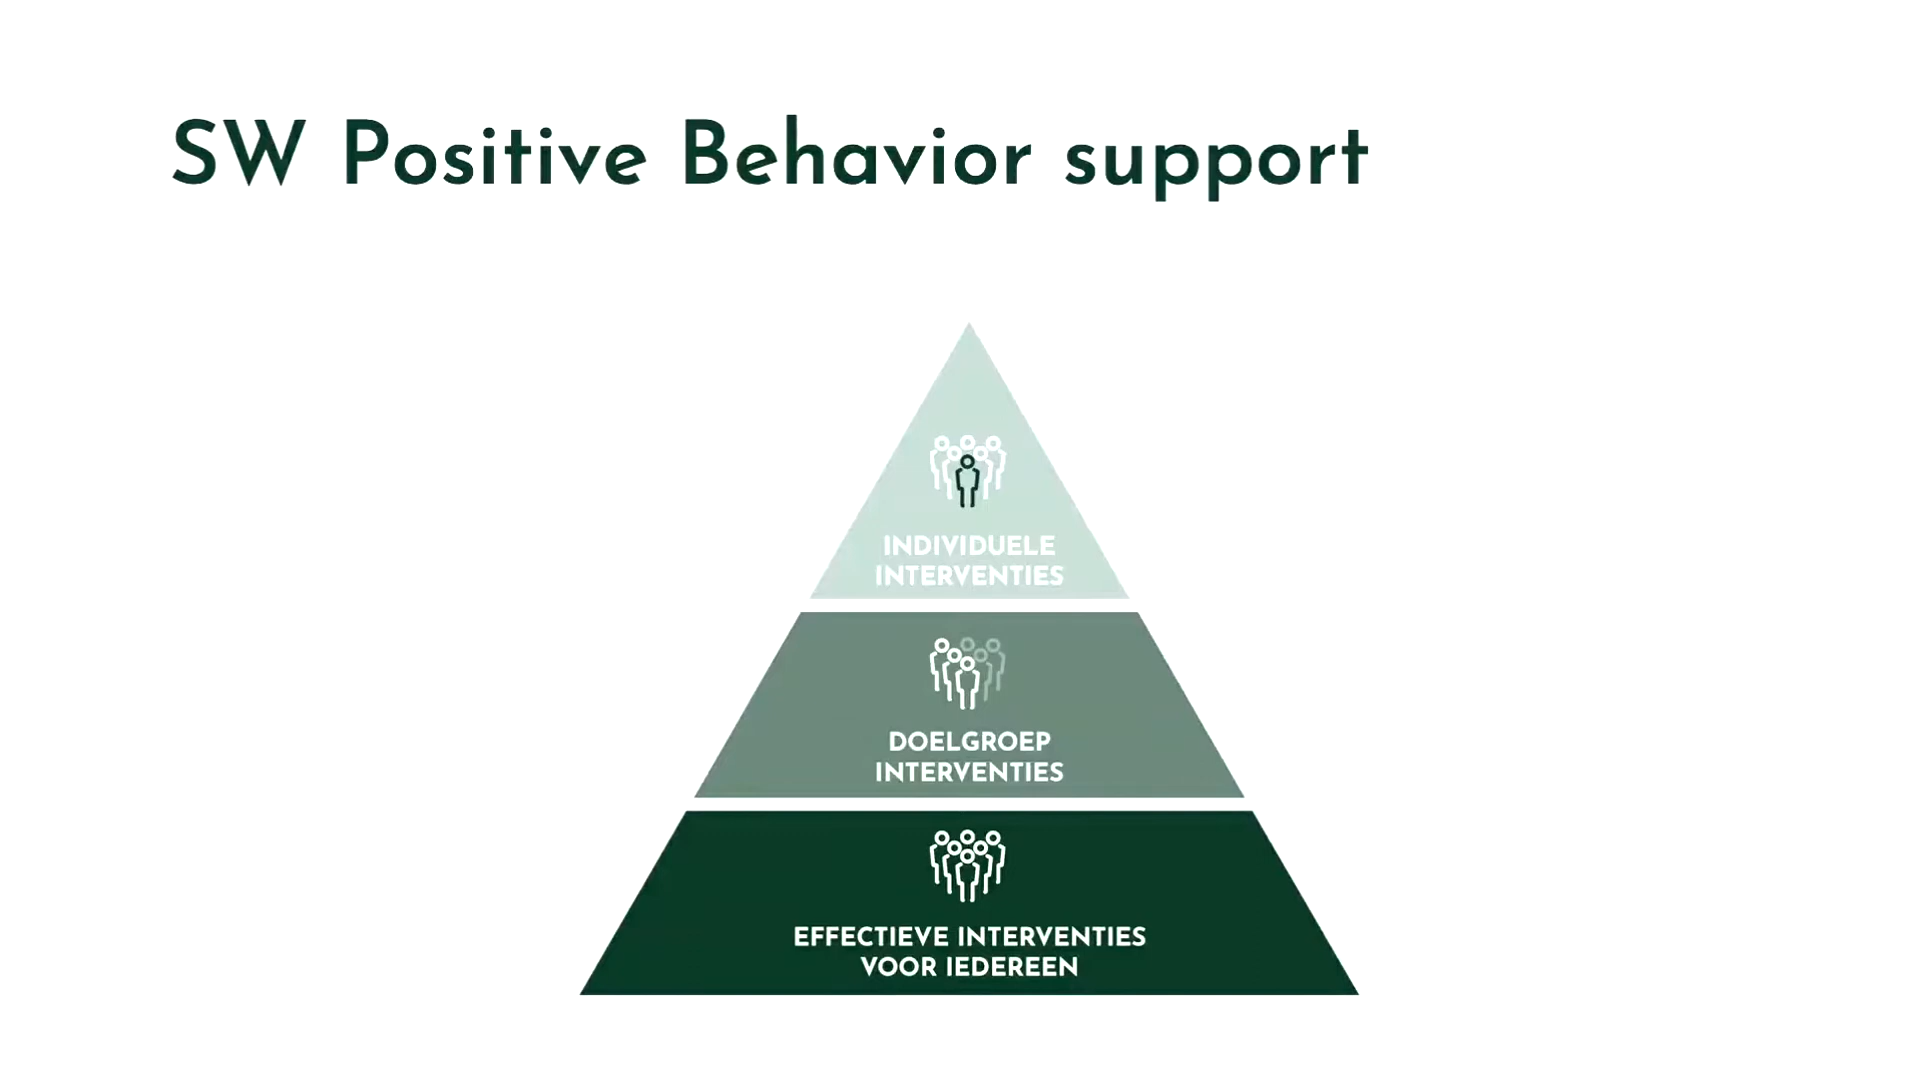 SW Positive Behavior support
INDIVIDUELE
INTERVENTIES
DOELGROEP
INTERVENTIES
EFFECTIEVE INTERVENTIES
VOOR IEDEREEN